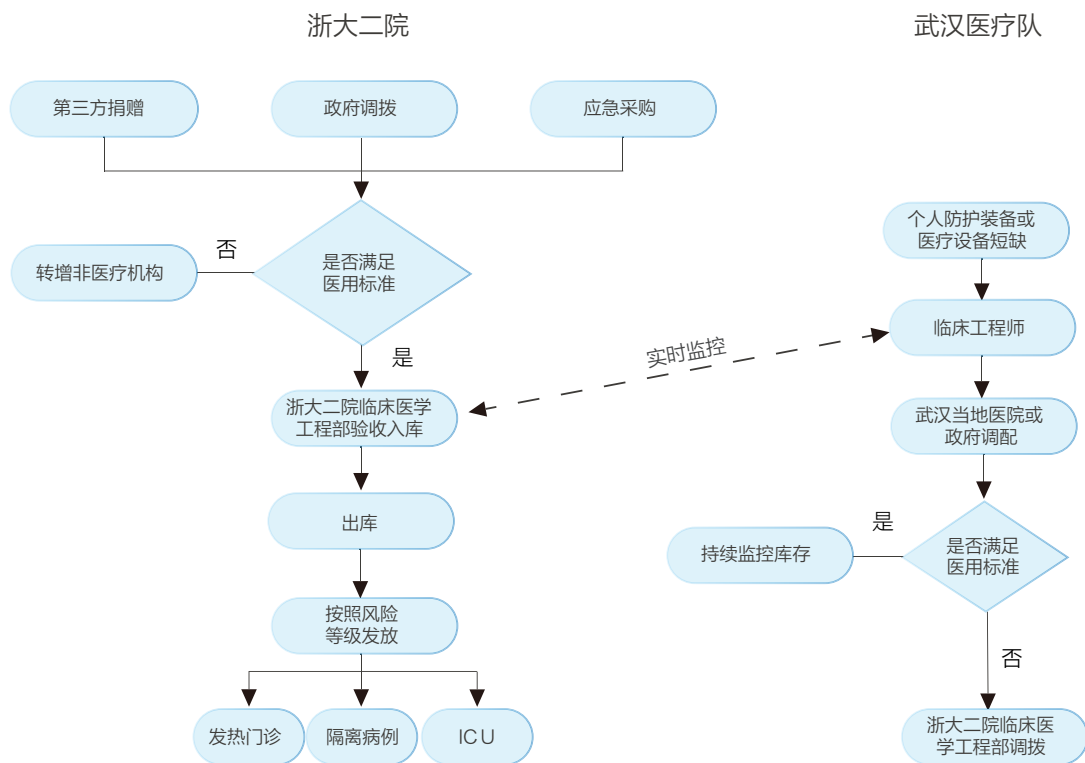 浙大二院
武汉医疗队
第三方捐赠
政府调拨
应急采购
个人防护装备或
医疗设备短缺
否
转增非医疗机构
是否满足
医用标准
临床工程师
实时监控
是
浙大二院临床医学
工程部验收入库
武汉当地医院或
政府调配
出库
是
持续监控库存
是否满足
医用标准
按照风险
等级发放
否
发热门诊
隔离病例
ICU
浙大二院临床医
学工程部调拨